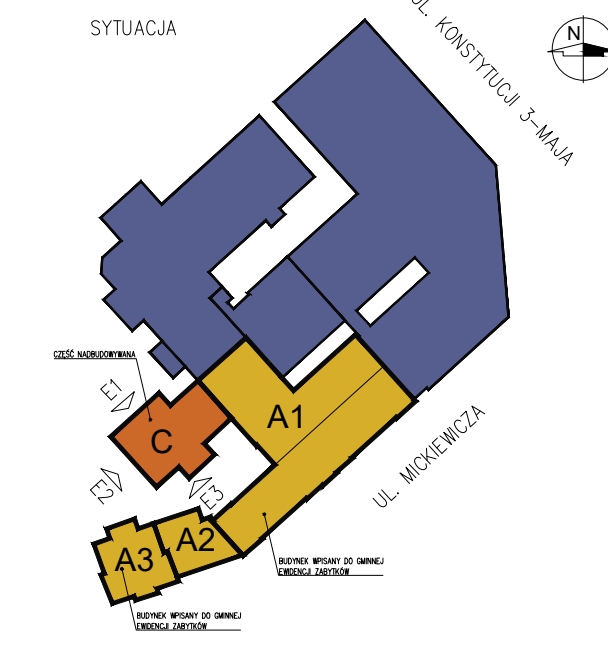 SYTUACJA
UL. KONSTYTUCJI 3-MAJA
N
CZĘŚĆ NADBUDOWYWANA
E1
A1
C
E2
E3
UL. MICKIEWICZA
A2
A3
BUDYNEK WPISANY DO GMINNEJ
EWIDENCJI ZABYTKÓW
BUDYNEK WPISANY DO GMINNEJ
EWIDENCJI ZABYTKÓW